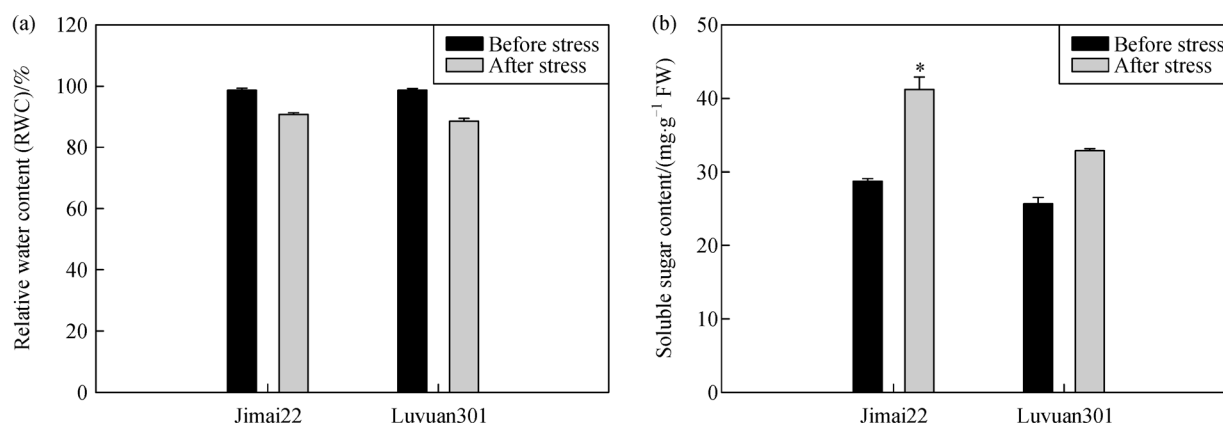 (a)
120
100
80
60
40
20
0
Relative water content (RWC)/%
Before stress
After stress
Jimai22
Luvuan301
(b)
50
40
30
20
10
0
Soluble sugar content/(mg·g⁻¹ FW)
Before stress
After stress
*
Jimai22
Luvuan301